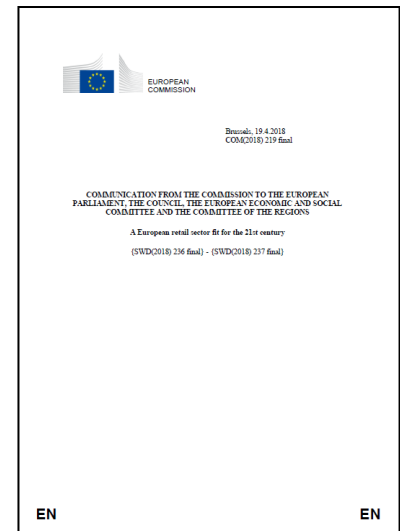 EUROPEAN
COMMISSION
Brussels, 19.4.2018
COM(2018) 219 final
COMMUNICATION FROM THE COMMISSION TO THE EUROPEAN
PARLIAMENT, THE COUNCIL, THE EUROPEAN ECONOMIC AND SOCIAL
COMMITTEE AND THE COMMITTEE OF THE REGIONS
A European retail sector fit for the 21st century
{SWD(2018) 236 final} - {SWD(2018) 237 final}
EN EN